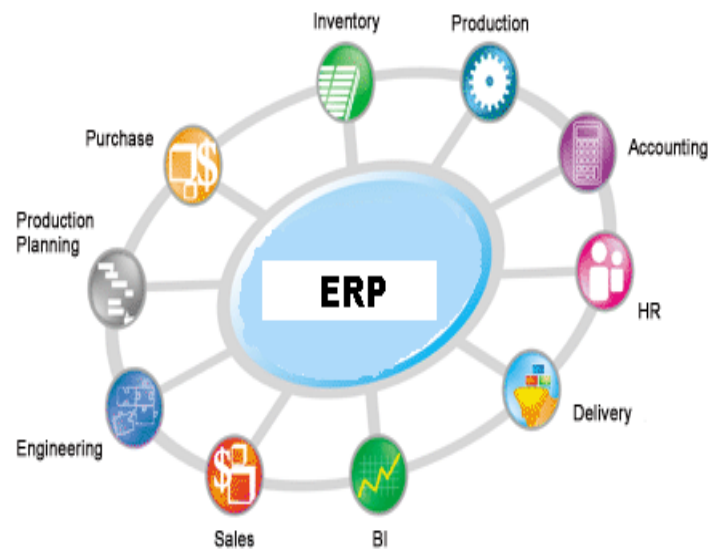 Inventory
Production
Purchase
Accounting
Production
Planning
ERP
HR
Delivery
Engineering
Sales
BI
$
$